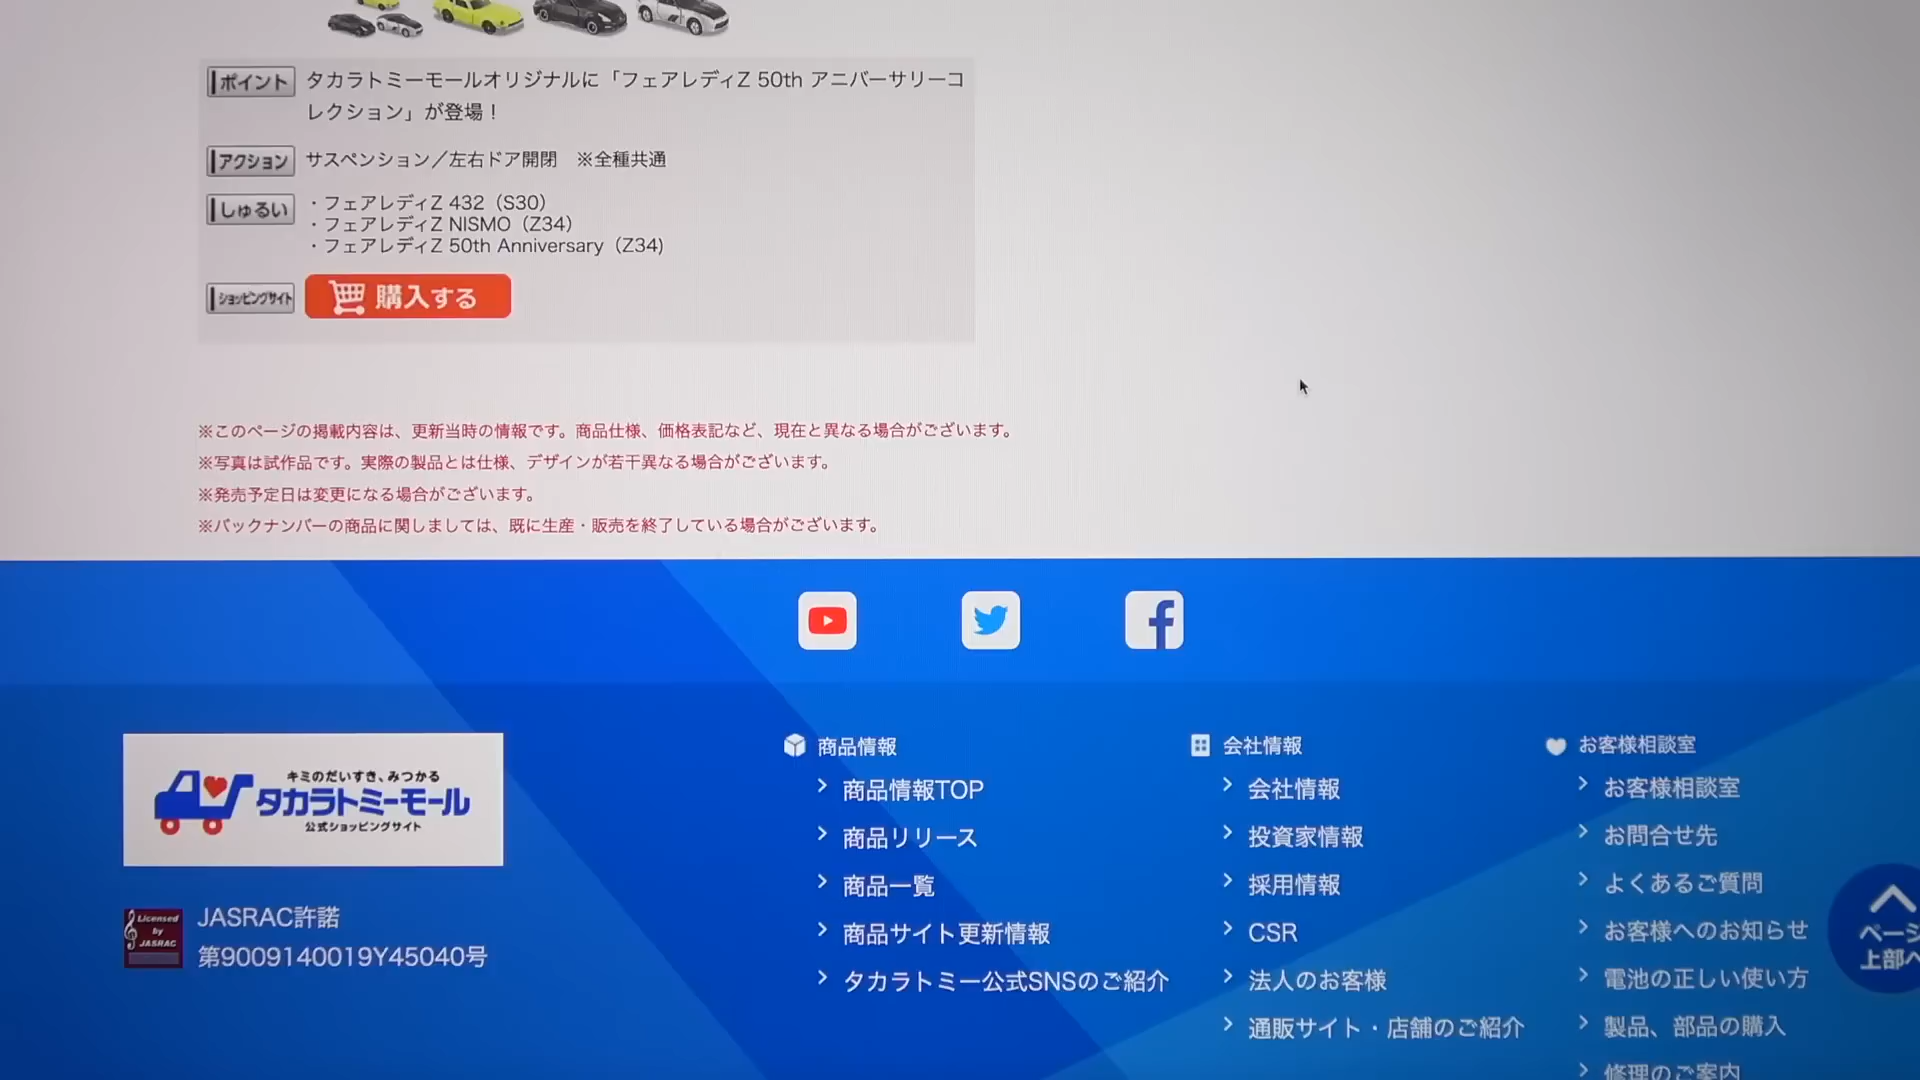 ポイント タカラトミーモールオリジナルに「フェアレディZ 50th アニバーサリーコ
レクション」が登場！
アクション サスペンション／左右ドア開閉　※全種共通
しゅるい ・フェアレディZ 432（S30）
・フェアレディZ NISMO（Z34）
・フェアレディZ 50th Anniversary（Z34）
ショッピングサイト 購入する
※このページの掲載内容は、更新当時の情報です。商品仕様、価格表記など、現在と異なる場合がございます。
※写真は試作品です。実際の製品とは仕様、デザインが若干異なる場合がございます。
※発売予定日は変更になる場合がございます。
※バックナンバーの商品に関しましては、既に生産・販売を終了している場合がございます。
キミのだいすき、みつかる
タカラトミーモール
公式ショッピングサイト
Licensed
by
JASRAC
JASRAC許諾
第9009140019Y45040号
商品情報
商品情報TOP
商品リリース
商品一覧
商品サイト更新情報
タカラトミー公式SNSのご紹介
会社情報
会社情報
投資家情報
採用情報
CSR
法人のお客様
通販サイト・店舗のご紹介
お客様相談室
お客様相談室
お問合せ先
よくあるご質問
お客様へのお知らせ
電池の正しい使い方
製品、部品の購入
修理のご案内
ページ
上部へ